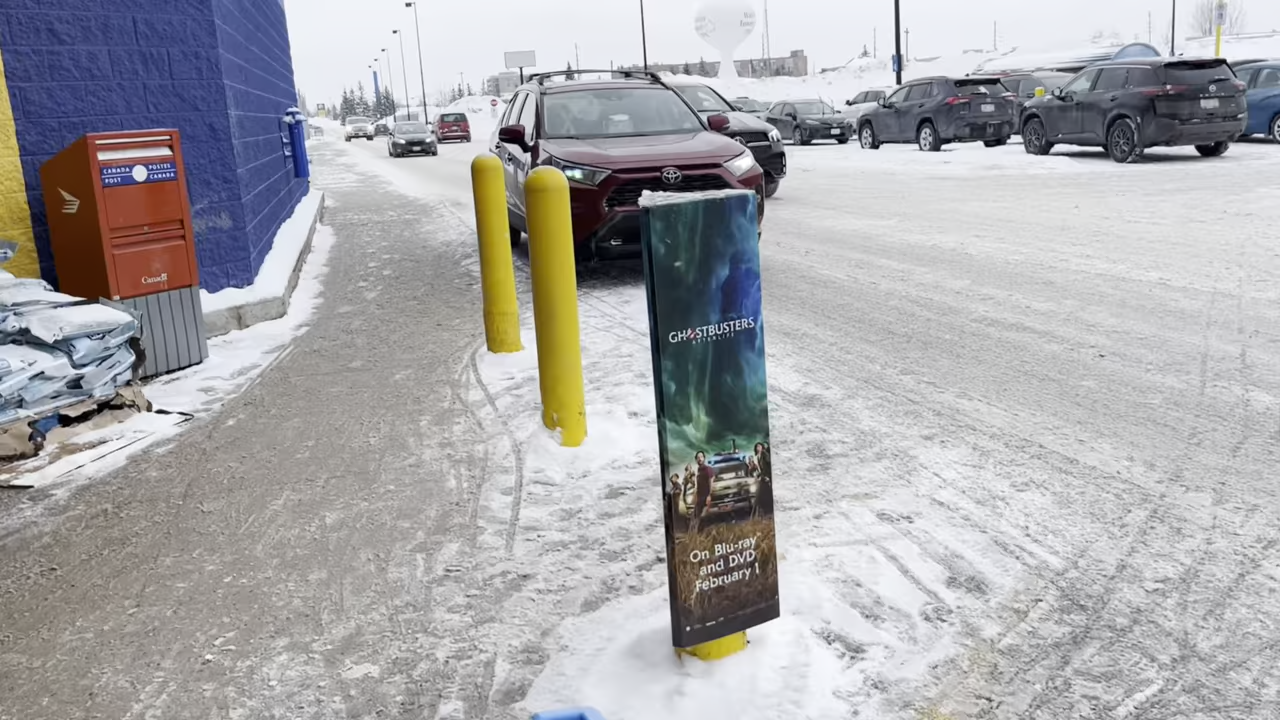 CANADA POSTES
POST CANADA
Canada
GHOSTBUSTERS
AFTERLIFE
On Blu-ray
and DVD
February 1